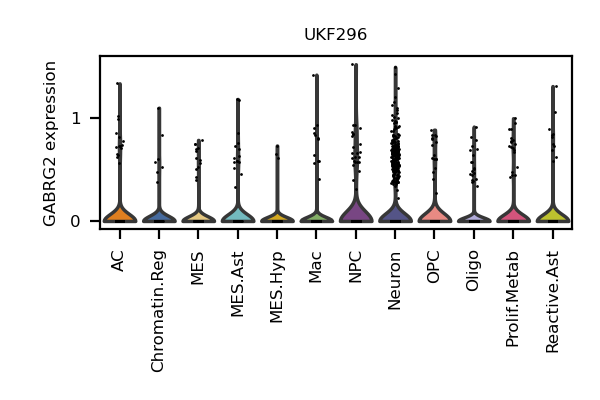 UKF296
GABRG2 expression
1
0
AC
Chromatin.Reg
MES
MES.Ast
MES.Hyp
Mac
NPC
Neuron
OPC
Oligo
Prolif.Metab
Reactive.Ast